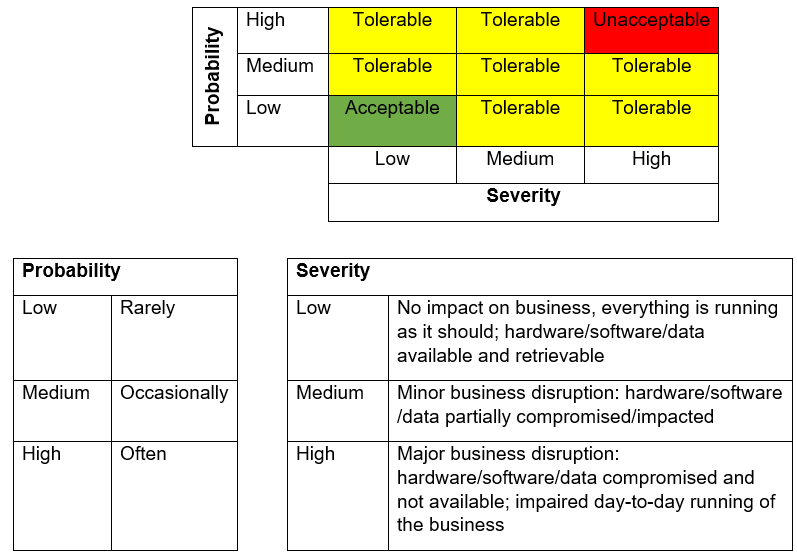 Probability
High Tolerable Tolerable Unacceptable
Medium Tolerable Tolerable Tolerable
Low Acceptable Tolerable Tolerable
Low Medium High
Severity
Probability
Low Rarely
Medium Occasionally
High Often
Severity
Low No impact on business, everything is running
as it should; hardware/software/data
available and retrievable
Medium Minor business disruption: hardware/software
/data partially compromised/impacted
High Major business disruption:
hardware/software/data compromised and
not available; impaired day-to-day running of
the business